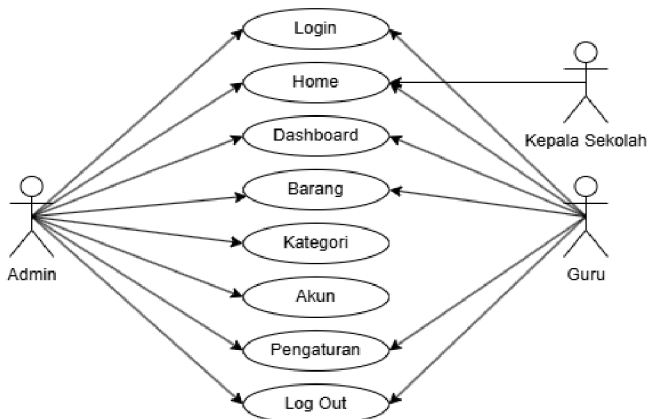 Login
Home
Kepala Sekolah
Dashboard
Barang
Admin
Kategori
Guru
Akun
Pengaturan
Log Out